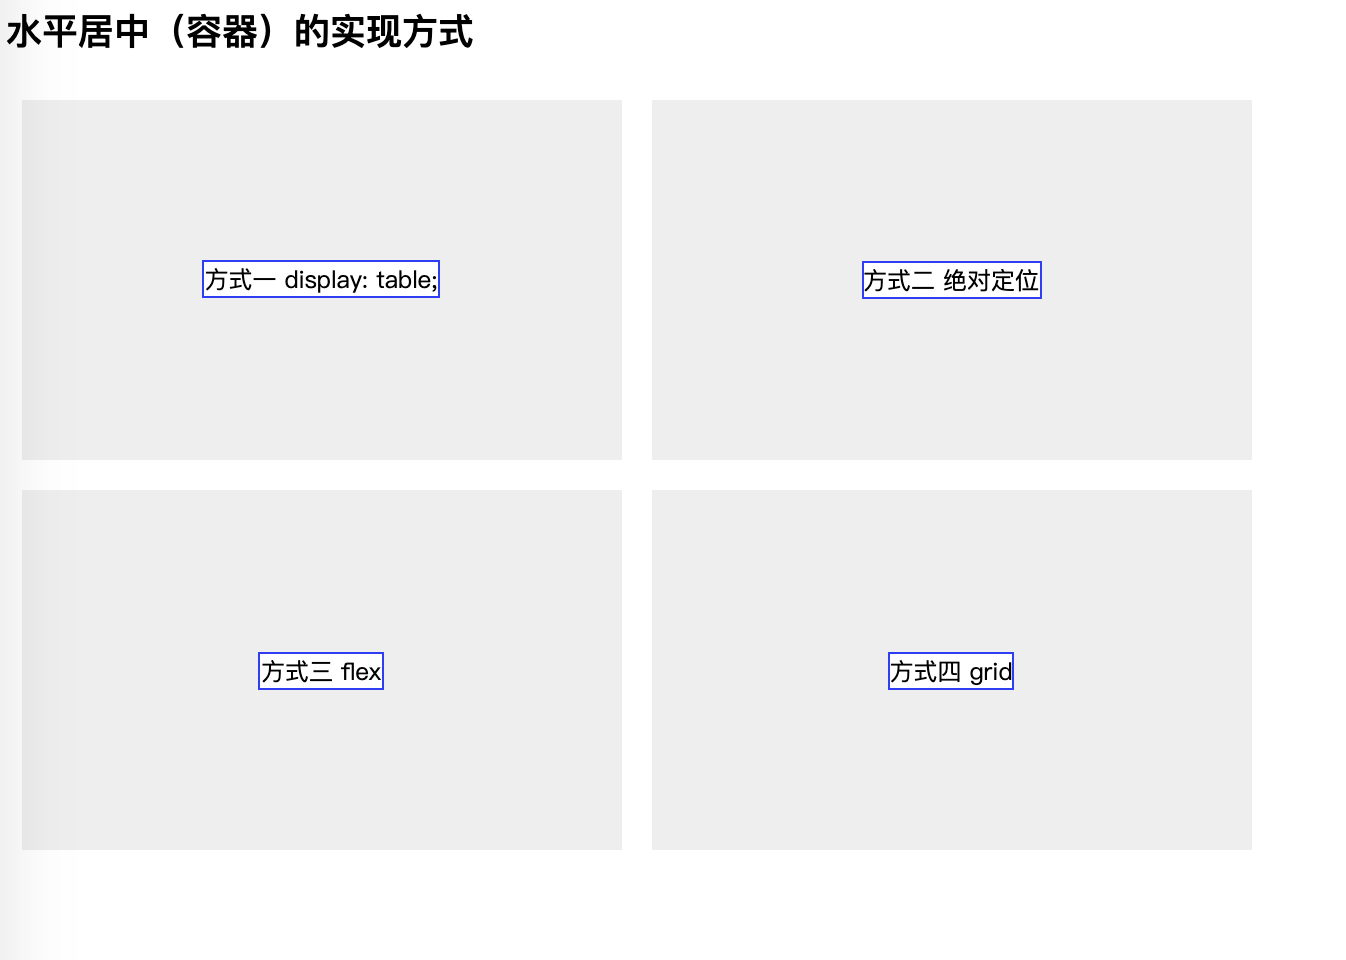 水平居中（容器）的实现方式
方式一 display: table;
方式二 绝对定位
方式三 flex
方式四 grid